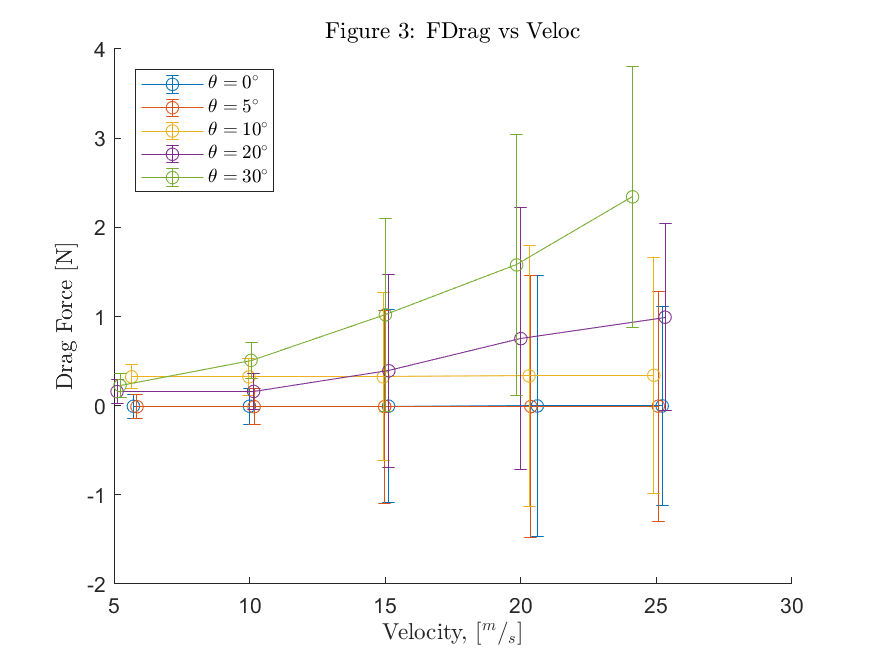 Figure 3: FDrag vs Veloc
4
3
2
1
0
-1
-2
Drag Force [N]
θ = 0°
θ = 5°
θ = 10°
θ = 20°
θ = 30°
5 10 15 20 25 30
Velocity, [m/s]